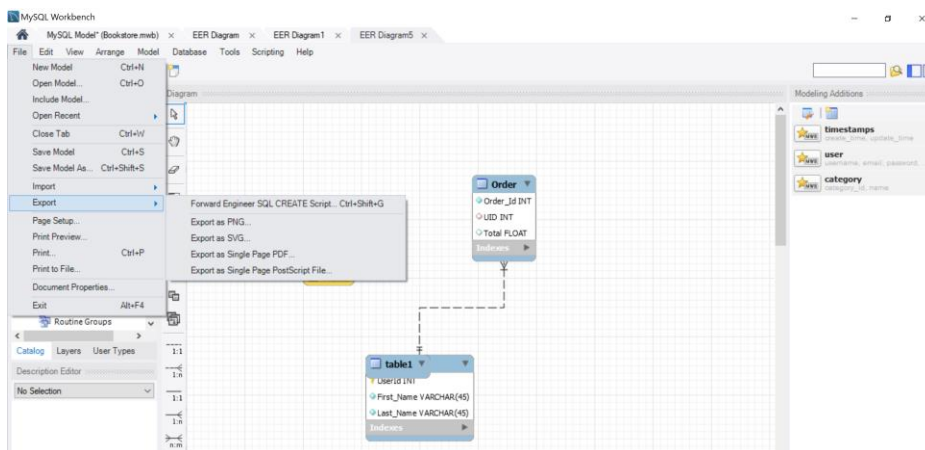 MySQL Workbench
MySQL Model* (Bookstore.mwb) × EER Diagram × EER Diagram1 × EER Diagram5 ×
File Edit View Arrange Model Database Tools Scripting Help
New Model Ctrl+N
Open Model... Ctrl+O
Include Model...
Open Recent
Close Tab Ctrl+W
Save Model Ctrl+S
Save Model As... Ctrl+Shift+S
Import
Export
Page Setup...
Print Preview...
Print... Ctrl+P
Print to File...
Document Properties...
Exit Alt+F4
Forward Engineer SQL CREATE Script... Ctrl+Shift+G
Export as PNG...
Export as SVG...
Export as Single Page PDF...
Export as Single Page PostScript File...
Routine Groups
Catalog Layers User Types
Description Editor
No Selection
Diagram
1:1
1:n
1:1
1:n
n:m
Order
Order_Id INT
UID INT
Total FLOAT
Indexes
table1
UserId INT
First_Name VARCHAR(45)
Last_Name VARCHAR(45)
Indexes
Modeling Additions
timestamps
create_time, update_time
user
username, email, password,
category
category_id, name